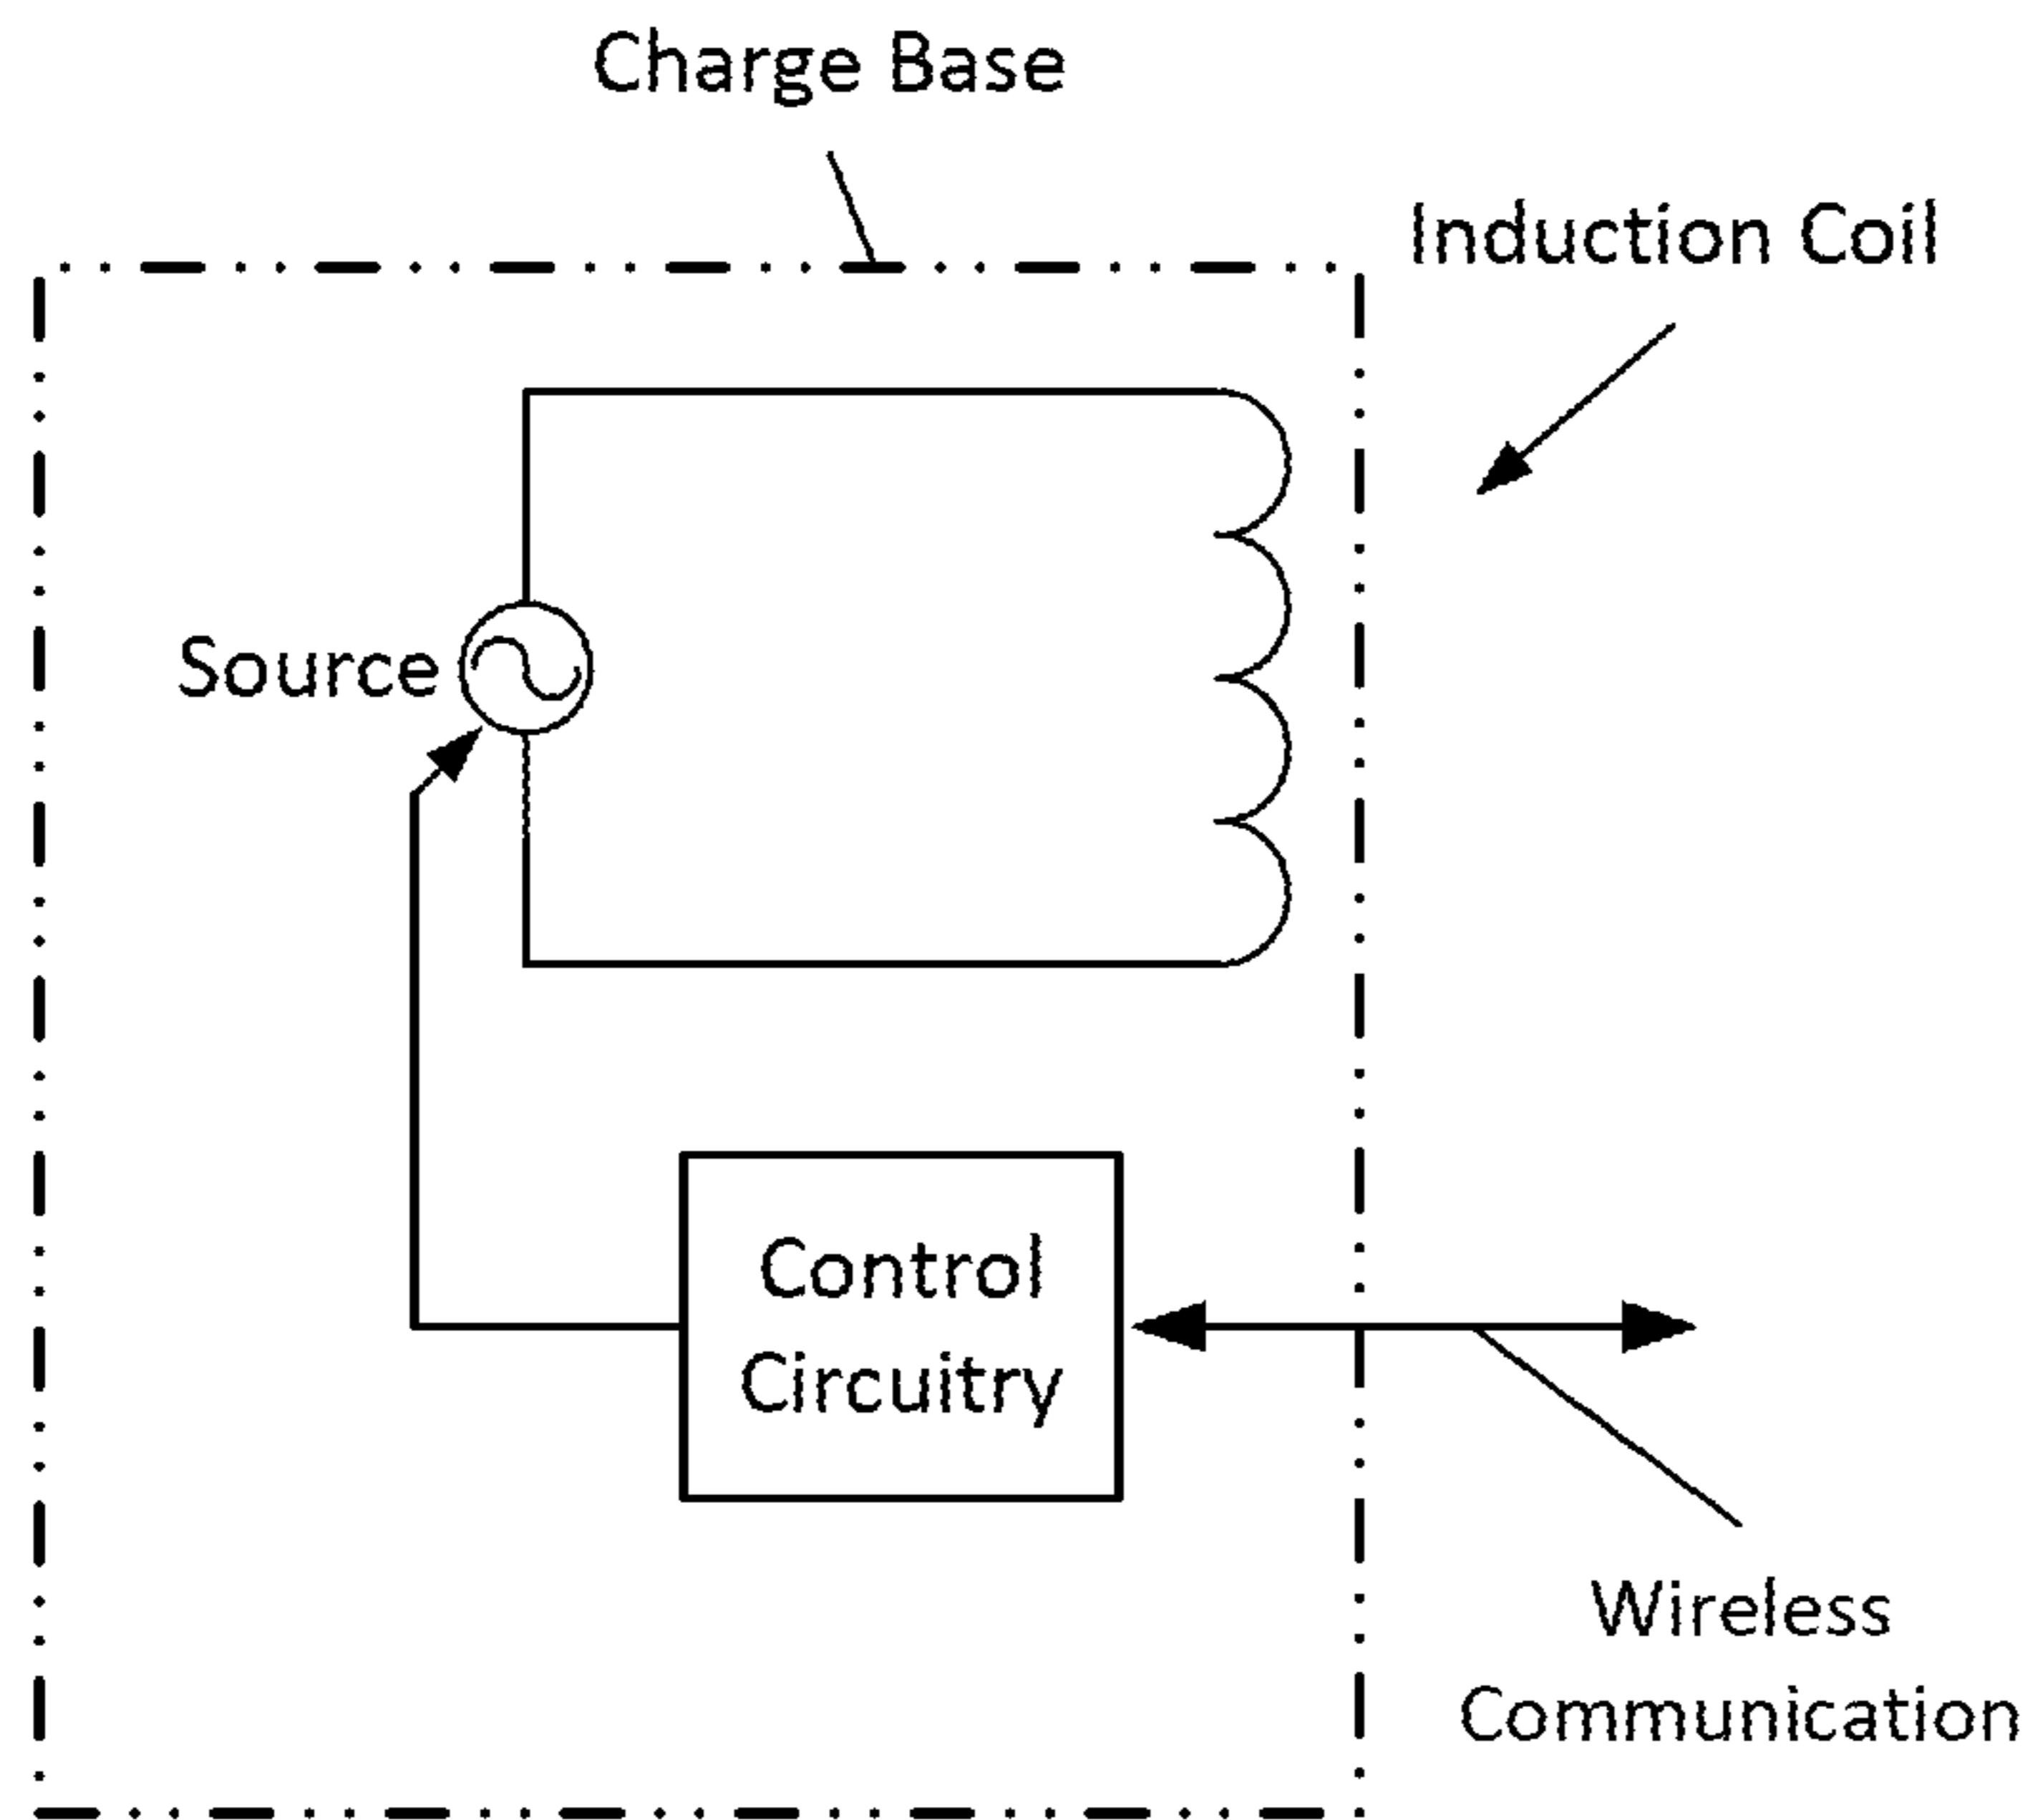 Charge Base
Induction Coil
Source
Control
Circuitry
Wireless
Communication